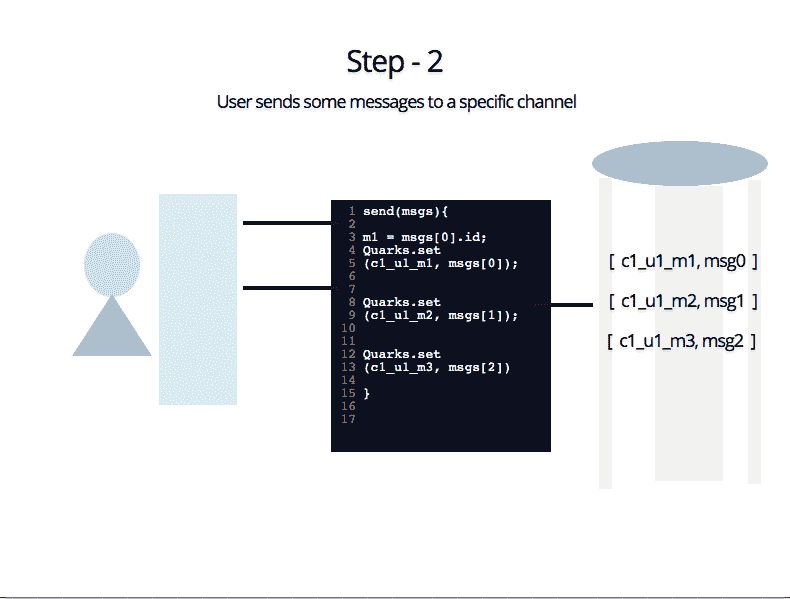 Step - 2
User sends some messages to a specific channel
1 send(msgs){
2
3 m1 = msgs[0].id;
4 Quarks.set
5 (c1_u1_m1, msgs[0]);
6
7
8 Quarks.set
9 (c1_u1_m2, msgs[1]);
10
11
12 Quarks.set
13 (c1_u1_m3, msgs[2])
14
15 }
16
17
[ c1_u1_m1, msg0 ]
[ c1_u1_m2, msg1 ]
[ c1_u1_m3, msg2 ]